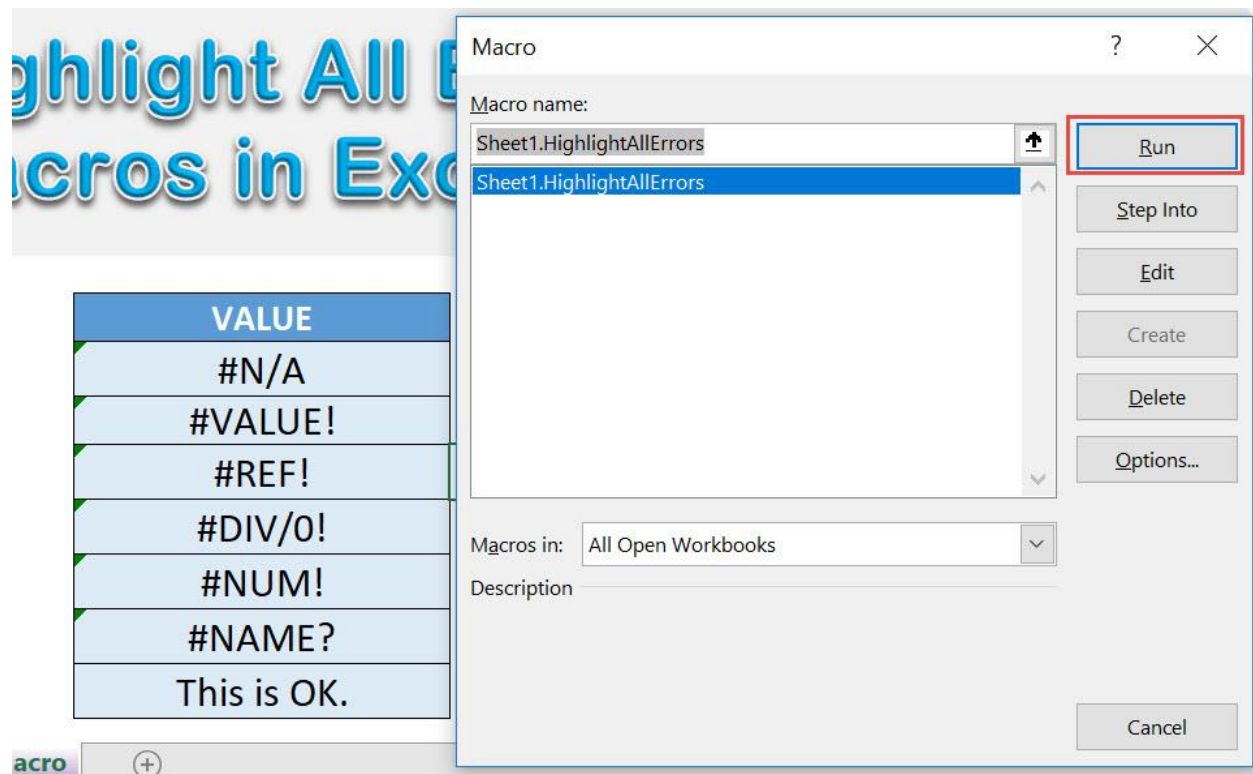 ghlight All E
acros in Exc
VALUE
#N/A
#VALUE!
#REF!
#DIV/0!
#NUM!
#NAME?
This is OK.
acro
Macro
?
Macro name:
Sheet1.HighlightAllErrors
Sheet1.HighlightAllErrors
Run
Step Into
Edit
Create
Delete
Options...
Macros in: All Open Workbooks
Description
Cancel